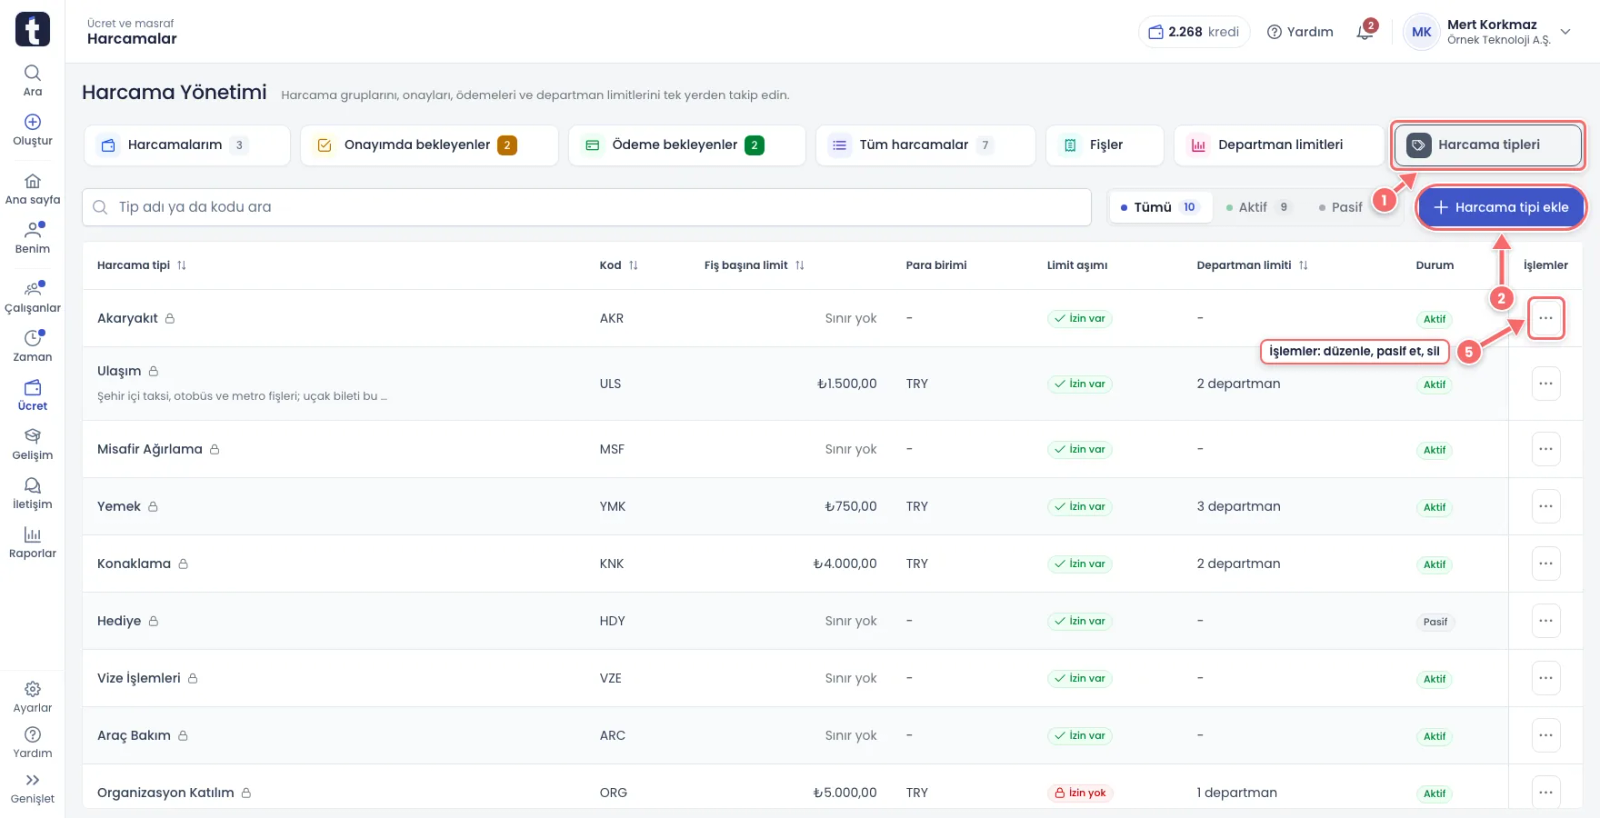 Ücret ve masraf
Harcamalar
2.268 kredi
Yardım
2
MK
Mert Korkmaz
Örnek Teknoloji A.Ş.
Ara
Oluştur
Ana sayfa
Benim
Çalışanlar
Zaman
Ücret
Gelişim
İletişim
Raporlar
Ayarlar
Yardım
Genişlet
Harcama Yönetimi
Harcama gruplarını, onayları, ödemeleri ve departman limitlerini tek yerden takip edin.
Harcamalarım 3
Onayımda bekleyenler 2
Ödeme bekleyenler 2
Tüm harcamalar 7
Fişler
Departman limitleri
Harcama tipleri
Tip adı ya da kodu ara
Tümü 10
Aktif 9
Pasif
1
+ Harcama tipi ekle
Harcama tipi Kod Fiş başına limit Para birimi Limit aşımı Departman limiti Durum İşlemler
2
Akaryakıt AKR Sınır yok - İzin var - Aktif ...
İşlemler: düzenle, pasif et, sil
5
Ulaşım ULS ₺1.500,00 TRY İzin var 2 departman Aktif ...
Şehir içi taksi, otobüs ve metro fişleri; uçak bileti bu ...
Misafir Ağırlama MSF Sınır yok - İzin var - Aktif ...
Yemek YMK ₺750,00 TRY İzin var 3 departman Aktif ...
Konaklama KNK ₺4.000,00 TRY İzin var 2 departman Aktif ...
Hediye HDY Sınır yok - İzin var - Pasif ...
Vize İşlemleri VZE Sınır yok - İzin var - Aktif ...
Araç Bakım ARC Sınır yok - İzin var - Aktif ...
Organizasyon Katılım ORG ₺5.000,00 TRY İzin yok 1 departman Aktif ...